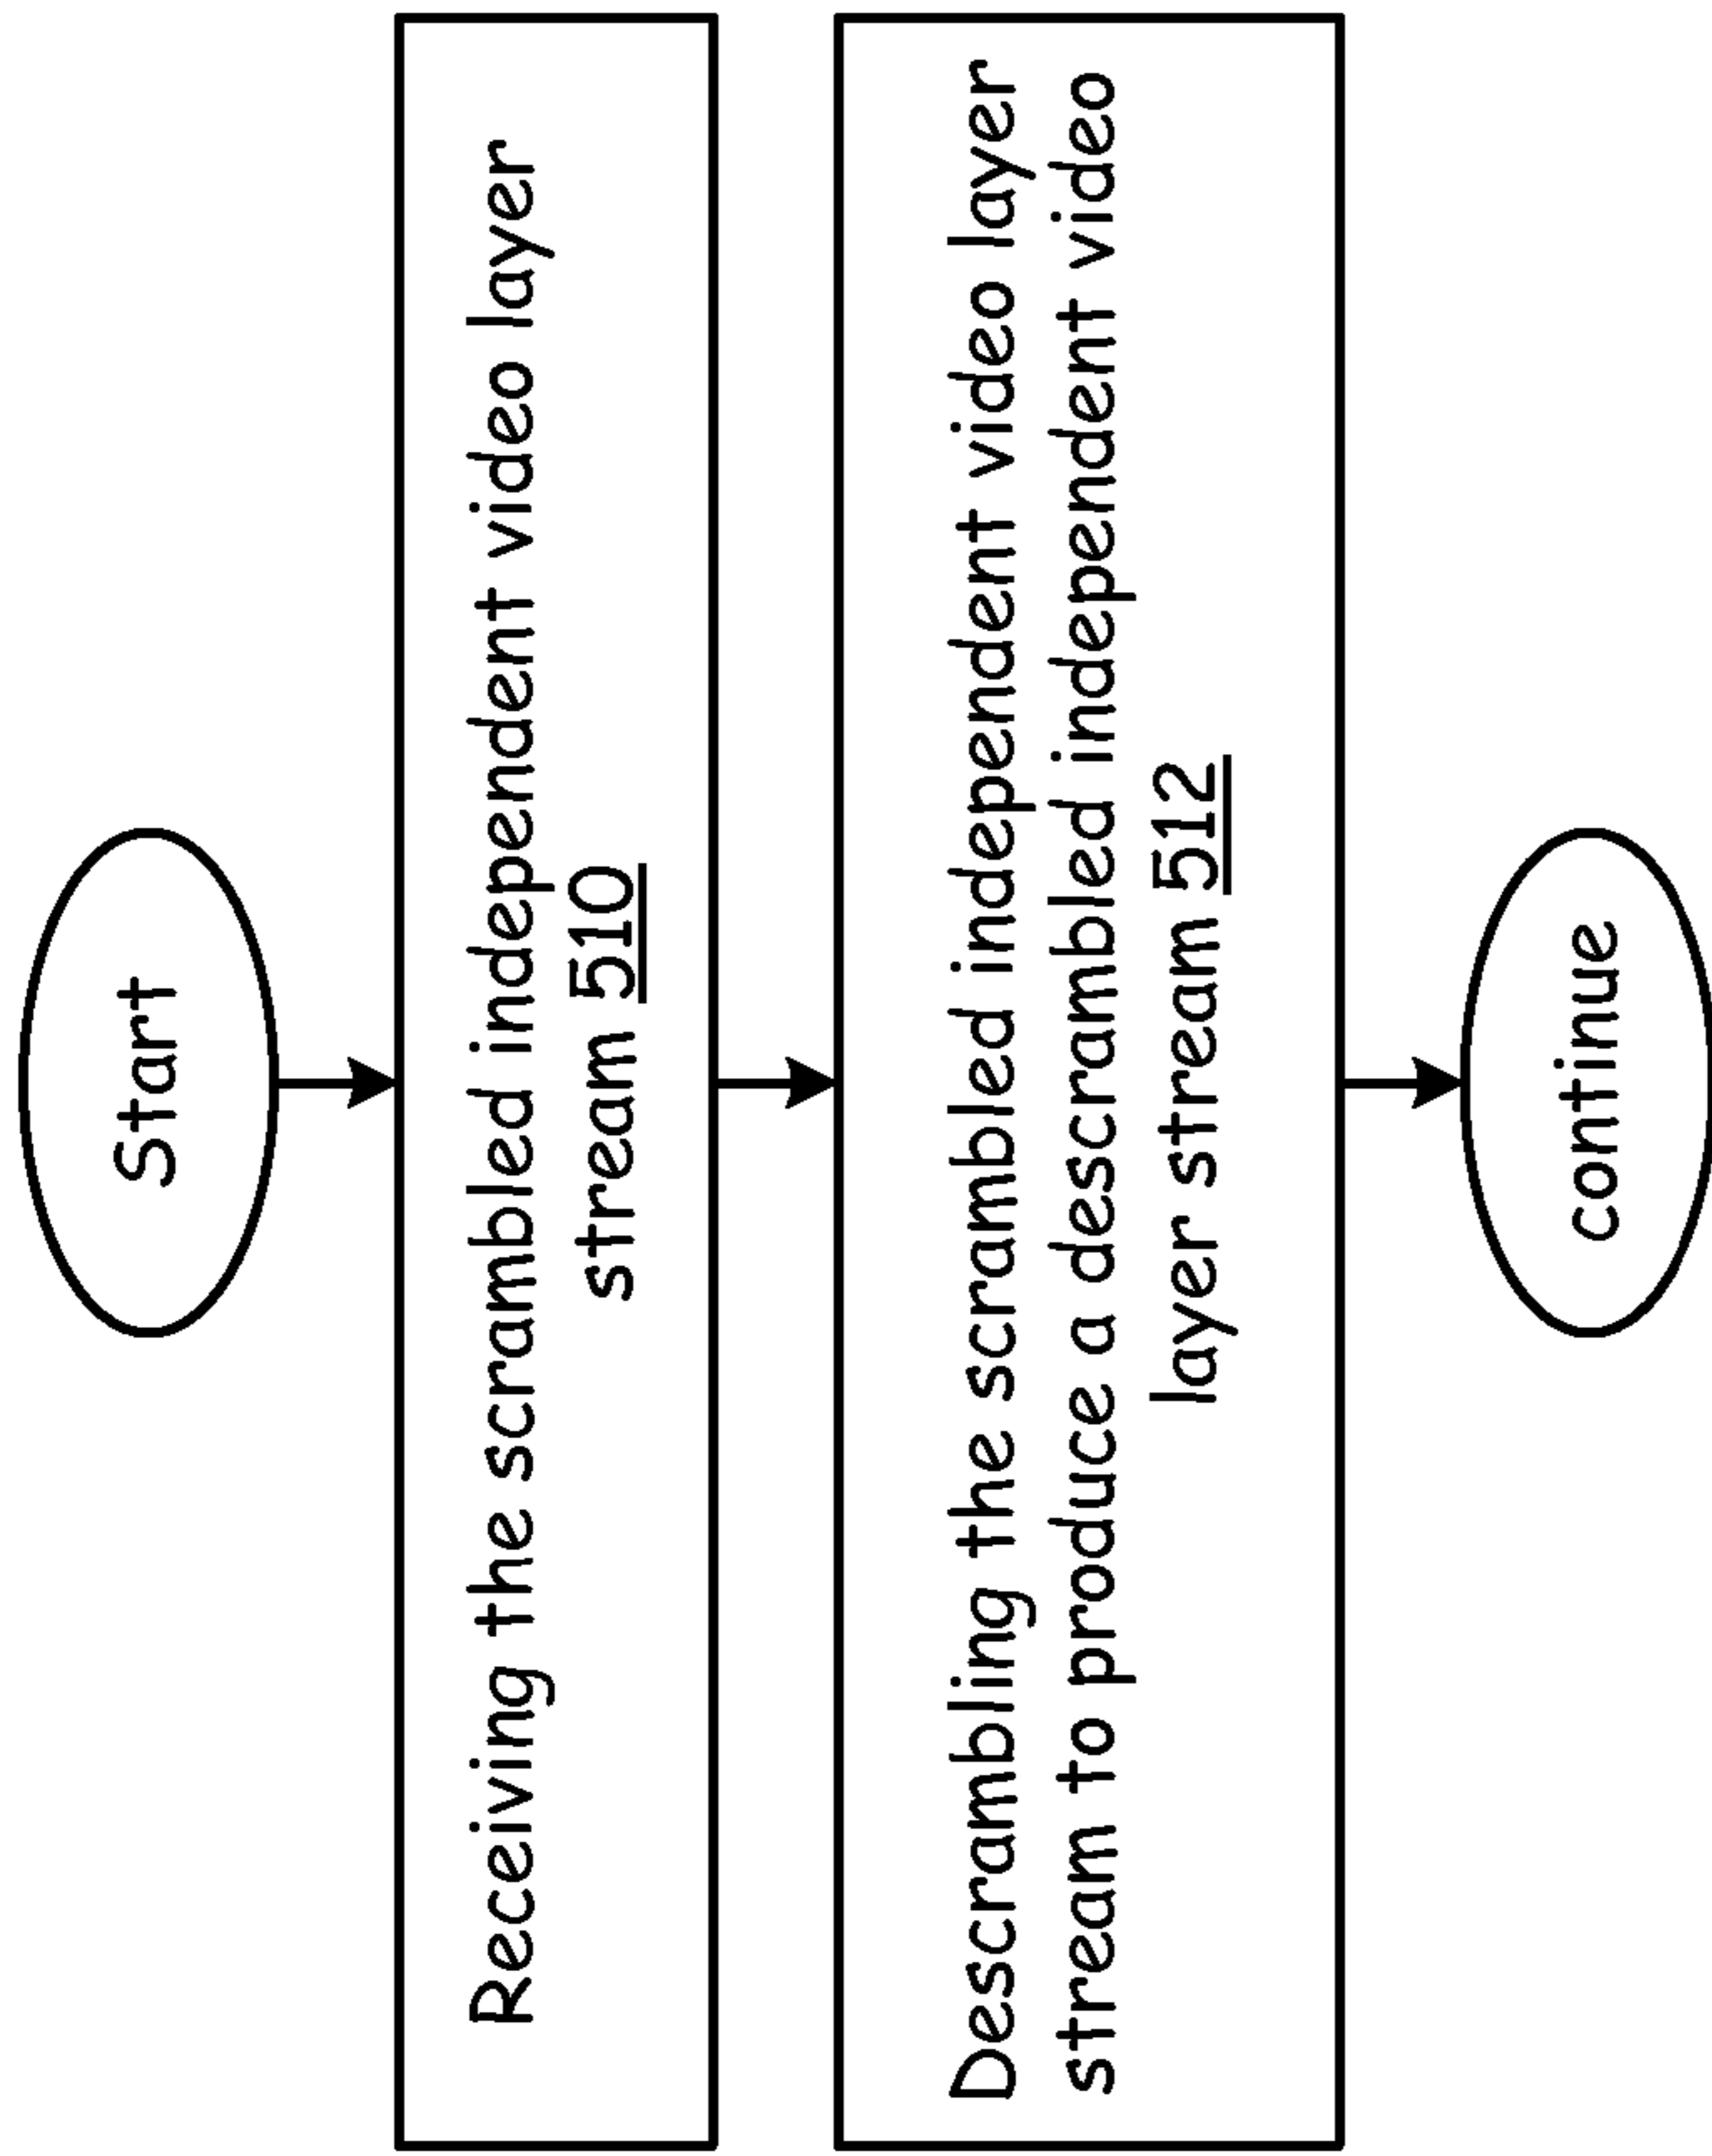 Start
Receiving the scrambled independent video layer
stream 510
Descrambling the scrambled independent video layer
stream to produce a descrambled independent video
layer stream 512
continue